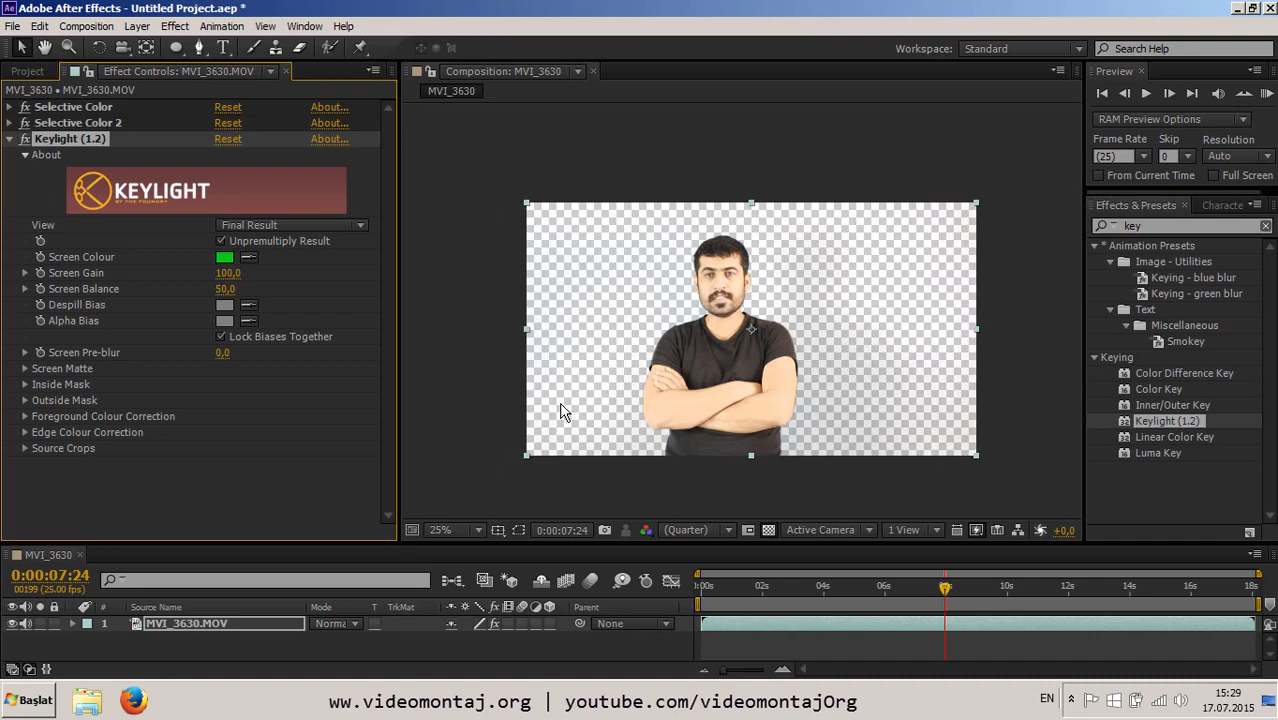 Adobe After Effects - Untitled Project.aep *
File Edit Composition Layer Effect Animation View Window Help
Workspace: Standard Search Help
Project Effect Controls: MVI_3630.MOV
MVI_3630 • MVI_3630.MOV
Selective Color Reset About...
Selective Color 2 Reset About...
Keylight (1.2) Reset About...
About
KEYLIGHT
BY THE FOUNDRY
View Final Result
Unpremultiply Result
Screen Colour
Screen Gain 100,0
Screen Balance 50,0
Despill Bias
Alpha Bias
Lock Biases Together
Screen Pre-blur 0,0
Screen Matte
Inside Mask
Outside Mask
Foreground Colour Correction
Edge Colour Correction
Source Crops
Composition: MVI_3630
MVI_3630
25% 0:00:07:24 (Quarter) Active Camera 1 View +0,0
Preview
RAM Preview Options
Frame Rate Skip Resolution
(25) 0 Auto
From Current Time Full Screen
Effects & Presets Characte
key
* Animation Presets
Image - Utilities
Keying - blue blur
Keying - green blur
Text
Miscellaneous
Smokey
Keying
Color Difference Key
Color Key
Inner/Outer Key
Keylight (1.2)
Linear Color Key
Luma Key
MVI_3630
0:00:07:24
00199 (25.00 fps)
# Source Name Mode T TrkMat Parent
1 MVI_3630.MOV Norma None
:00s 02s 04s 06s 10s 12s 14s 16s 18s
Başlat
www.videomontaj.org | youtube.com/videomontajOrg
EN
15:29
17.07.2015